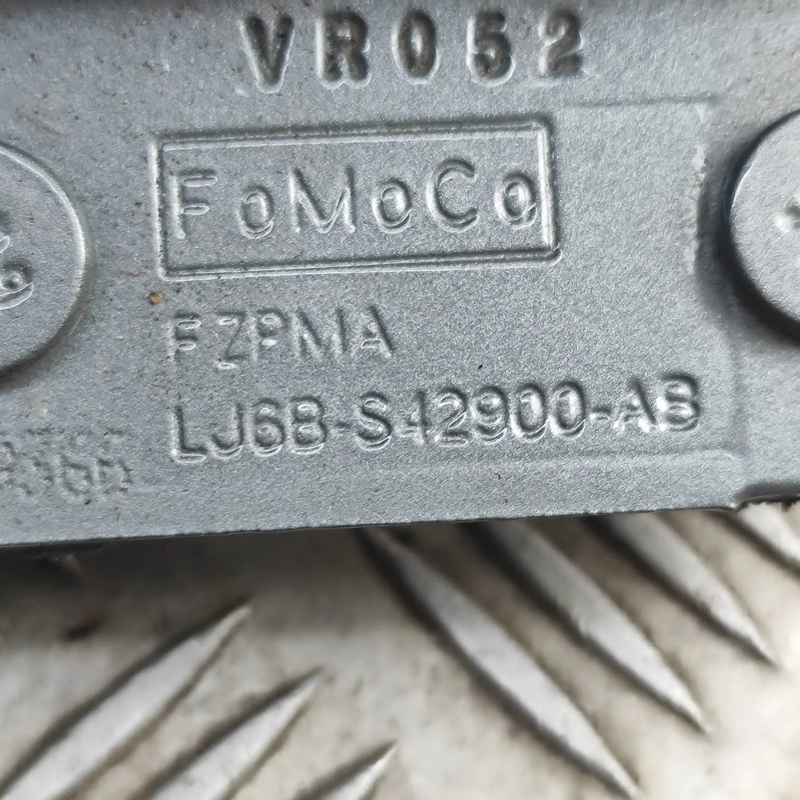 VR052
FoMoCo
FZPMA
LJ6B-S42900-AB